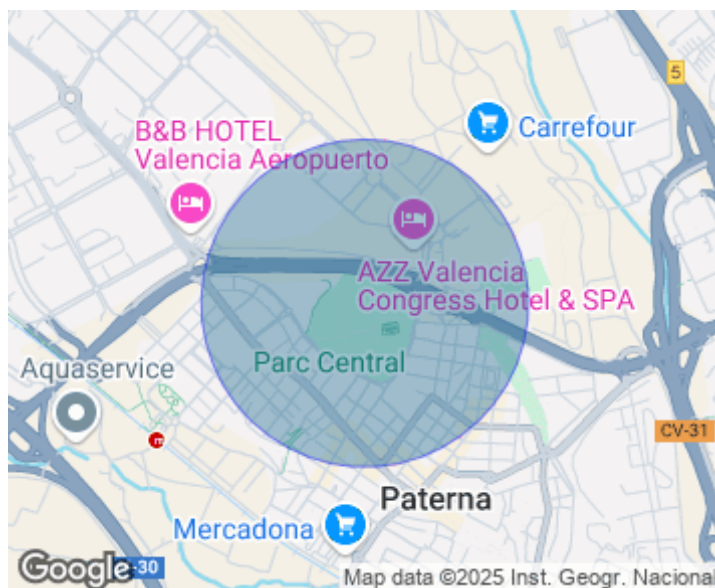 5
B&B HOTEL
Valencia Aeropuerto
Carrefour
AZZ Valencia
Congress Hotel & SPA
Parc Central
Aquaservice
m
CV-31
Paterna
Mercadona
Google
-30
Map data ©2025 Inst. Geogr. Nacional